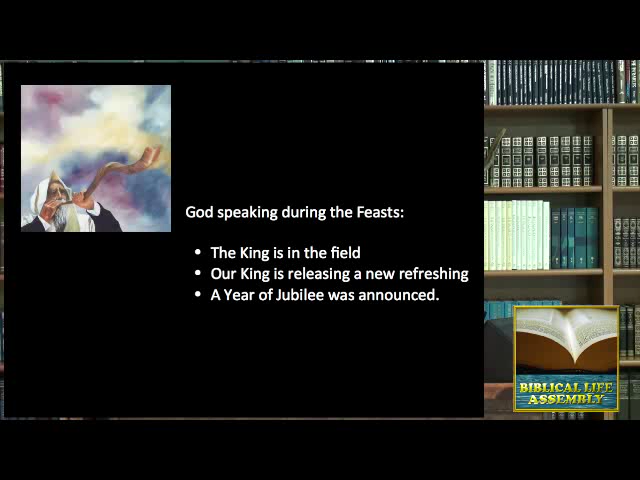 God speaking during the Feasts:
• The King is in the field
• Our King is releasing a new refreshing
• A Year of Jubilee was announced.
BIBLICAL LIFE
ASSEMBLY